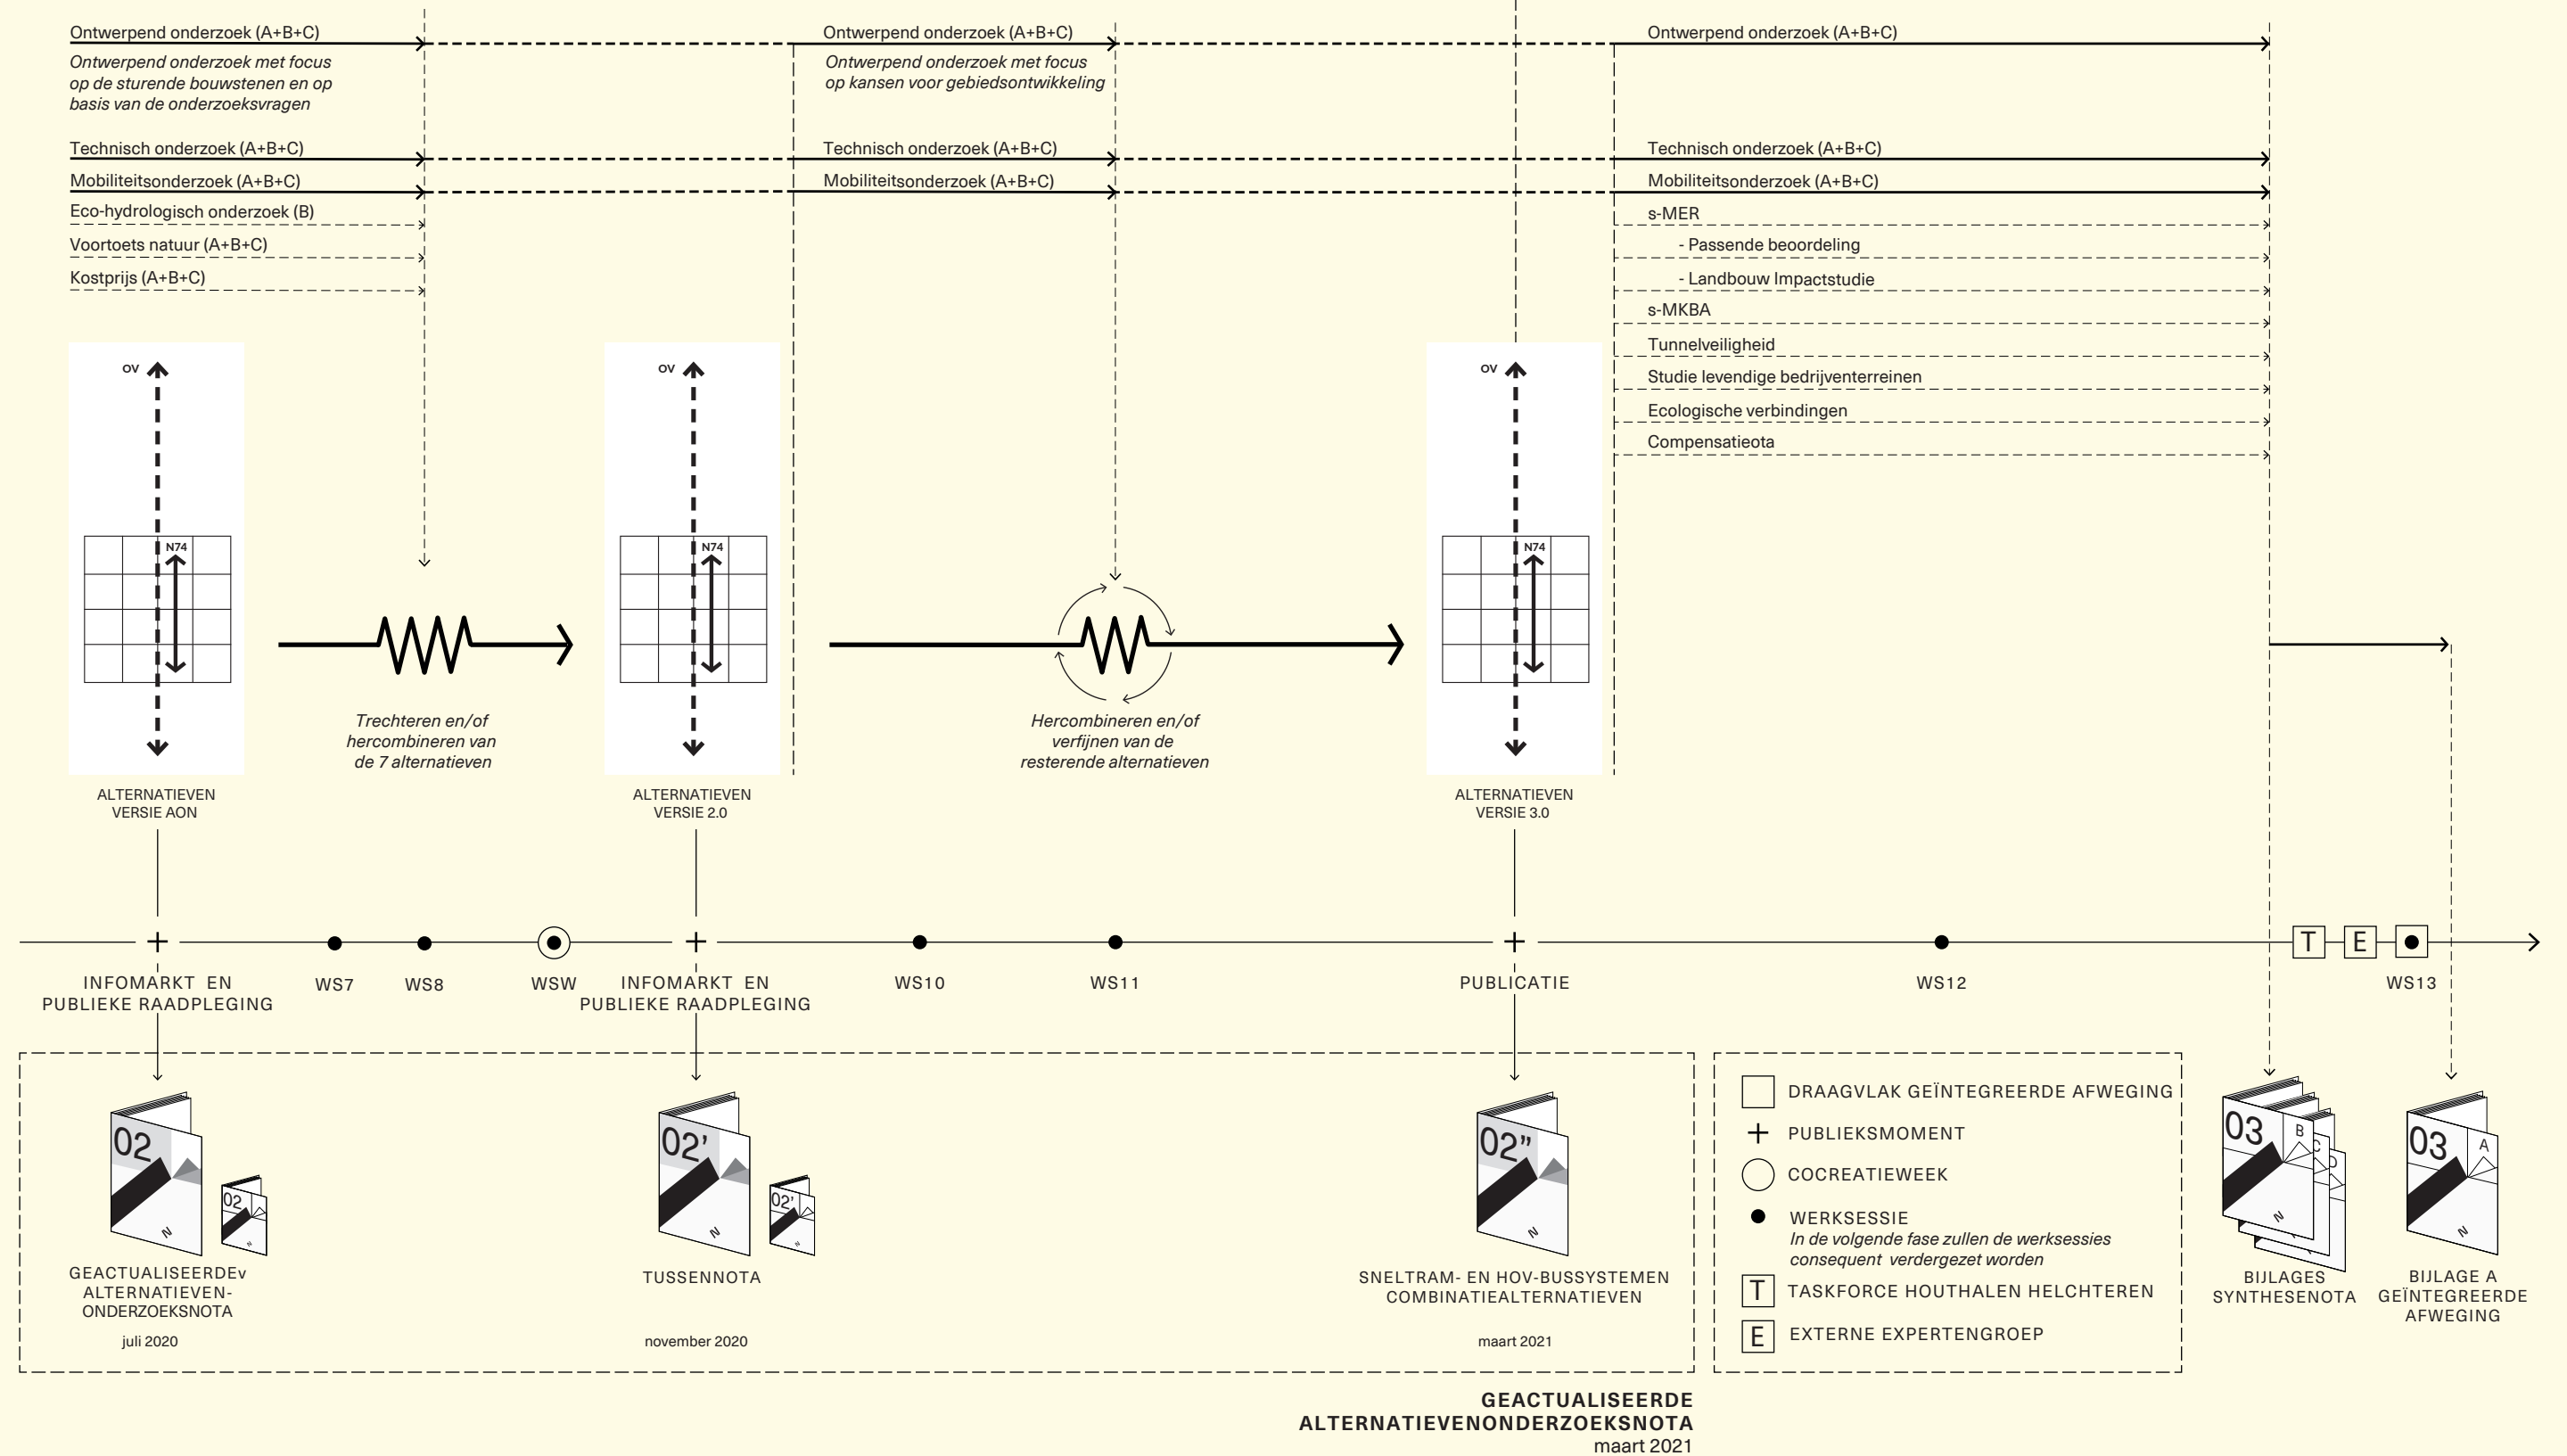 Ontwerpend onderzoek (A+B+C)
Ontwerpend onderzoek met focus
op de sturende bouwstenen en op
basis van de onderzoeksvragen
Technisch onderzoek (A+B+C)
Mobiliteitsonderzoek (A+B+C)
Eco-hydrologisch onderzoek (B)
Voortoets natuur (A+B+C)
Kostprijs (A+B+C)
Ontwerpend onderzoek (A+B+C)
Ontwerpend onderzoek met focus
op kansen voor gebiedsontwikkeling
Technisch onderzoek (A+B+C)
Mobiliteitsonderzoek (A+B+C)
Ontwerpend onderzoek (A+B+C)
Technisch onderzoek (A+B+C)
Mobiliteitsonderzoek (A+B+C)
s-MER
- Passende beoordeling
- Landbouw Impactstudie
s-MKBA
Tunnelveiligheid
Studie levendige bedrijventerreinen
Ecologische verbindingen
Compensatieota
OV
N74
OV
N74
OV
N74
Trechteren en/of
hercombineren van
de 7 alternatieven
Hercombineren en/of
verfijnen van de
resterende alternatieven
ALTERNATIEVEN
VERSIE AON
ALTERNATIEVEN
VERSIE 2.0
ALTERNATIEVEN
VERSIE 3.0
T
E
INFOMARKT EN
PUBLIEKE RAADPLEGING
WS7
WS8
WSW
INFOMARKT EN
PUBLIEKE RAADPLEGING
WS10
WS11
PUBLICATIE
WS12
WS13
02
N
02
N
GEACTUALISEERDEv
ALTERNATIEVEN-
ONDERZOEKSNOTA
juli 2020
02’
N
02’
N
TUSSENNOTA
november 2020
02”
N
SNELTRAM- EN HOV-BUSSYSTEMEN
COMBINATIEALTERNATIEVEN
maart 2021
DRAAGVLAK GEÏNTEGREERDE AFWEGING
PUBLIEKSMOMENT
COCREATIEWEEK
WERKSESSIE
In de volgende fase zullen de werksessies
consequent verdergezet worden
T TASKFORCE HOUTHALEN HELCHTEREN
E EXTERNE EXPERTENGROEP
03
B
C
D
N
BIJLAGES
SYNTHESENOTA
03
A
N
BIJLAGE A
GEÏNTEGREERDE
AFWEGING
GEACTUALISEERDE
ALTERNATIEVENONDERZOEKSNOTA
maart 2021